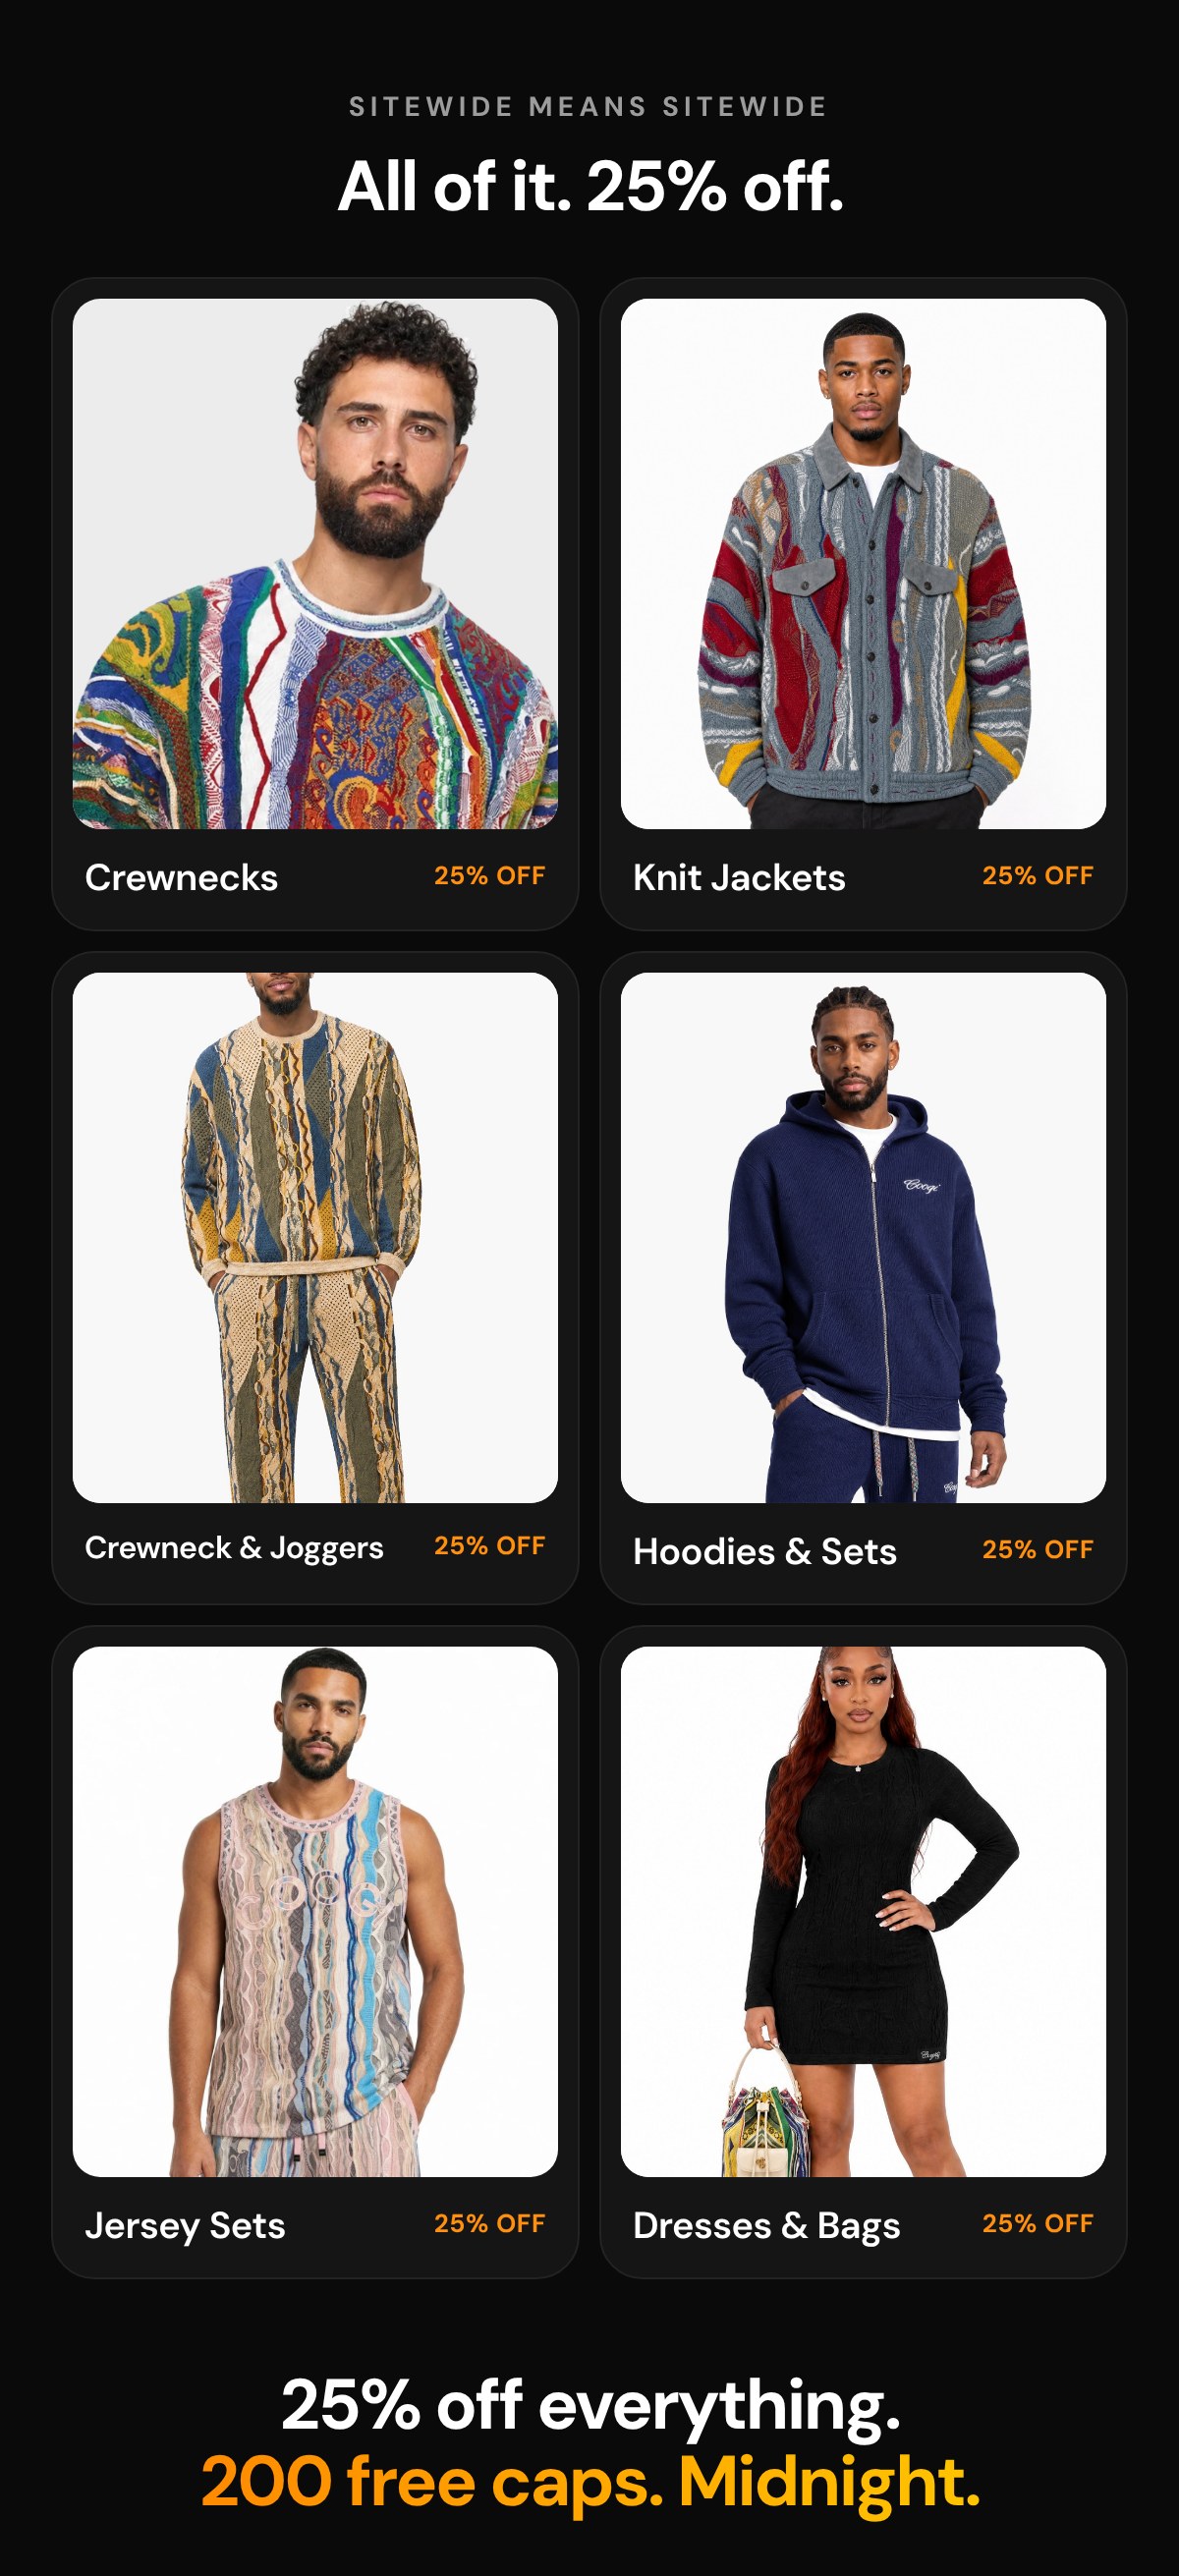 SITEWIDE MEANS SITEWIDE
All of it. 25% off.
Crewnecks 25% OFF
Knit Jackets 25% OFF
Coogi
Crewneck & Joggers 25% OFF
Hoodies & Sets 25% OFF
COOGI
Jersey Sets 25% OFF
Dresses & Bags 25% OFF
25% off everything.
200 free caps. Midnight.